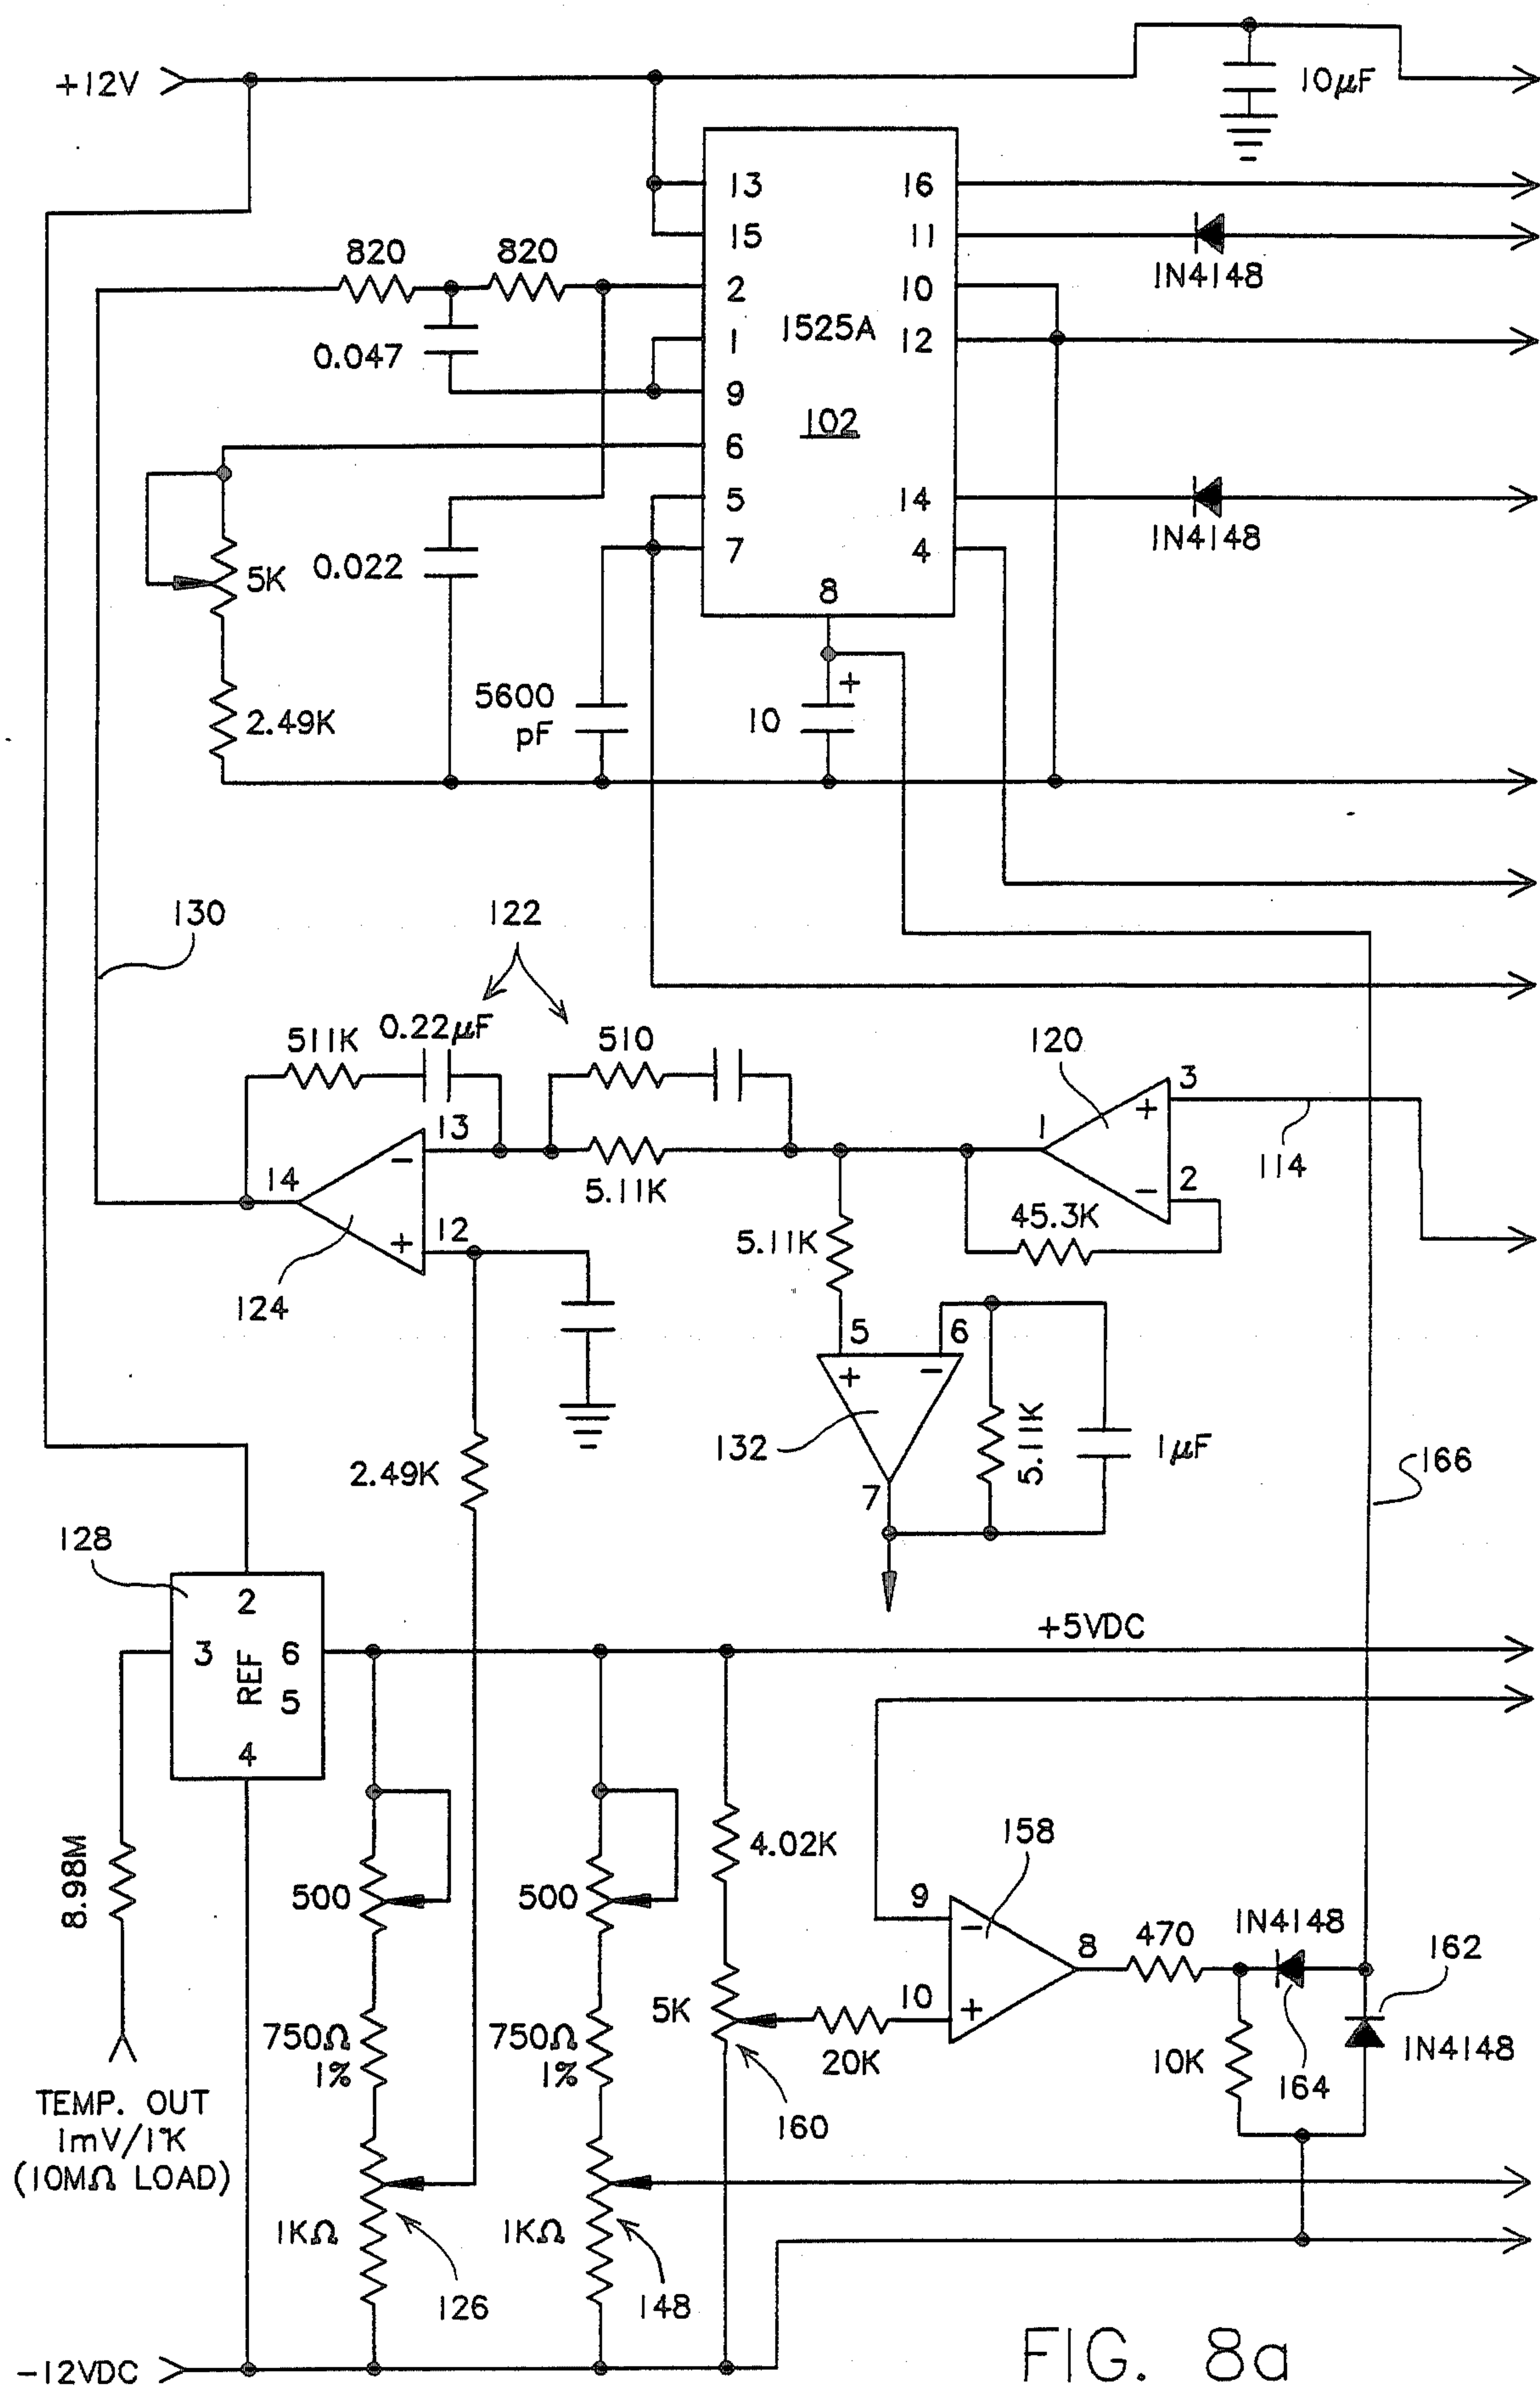 +12V
10μF
13
16
15
11
820
820
1N4148
2
10
1
1525A
12
0.047
9
102
6
5
14
1N4148
5K
0.022
7
4
8
+
5600
pF
10
2.49K
130
122
511K
0.22μF
510
120
3
+
13
1
114
−
14
5.11K
2
−
12
45.3K
+
5.11K
124
5
6
+
−
132
5.11K
1μF
2.49K
7
166
128
2
+5VDC
3
REF
6
5
4
158
4.02K
8.98M
500
500
9
−
1N4148
8
470
162
5K
10
+
750Ω
1%
750Ω
1%
20K
10K
1N4148
164
TEMP. OUT
1mV/1°K
(10MΩ LOAD)
160
1KΩ
1KΩ
126
148
-12VDC
FIG. 8a